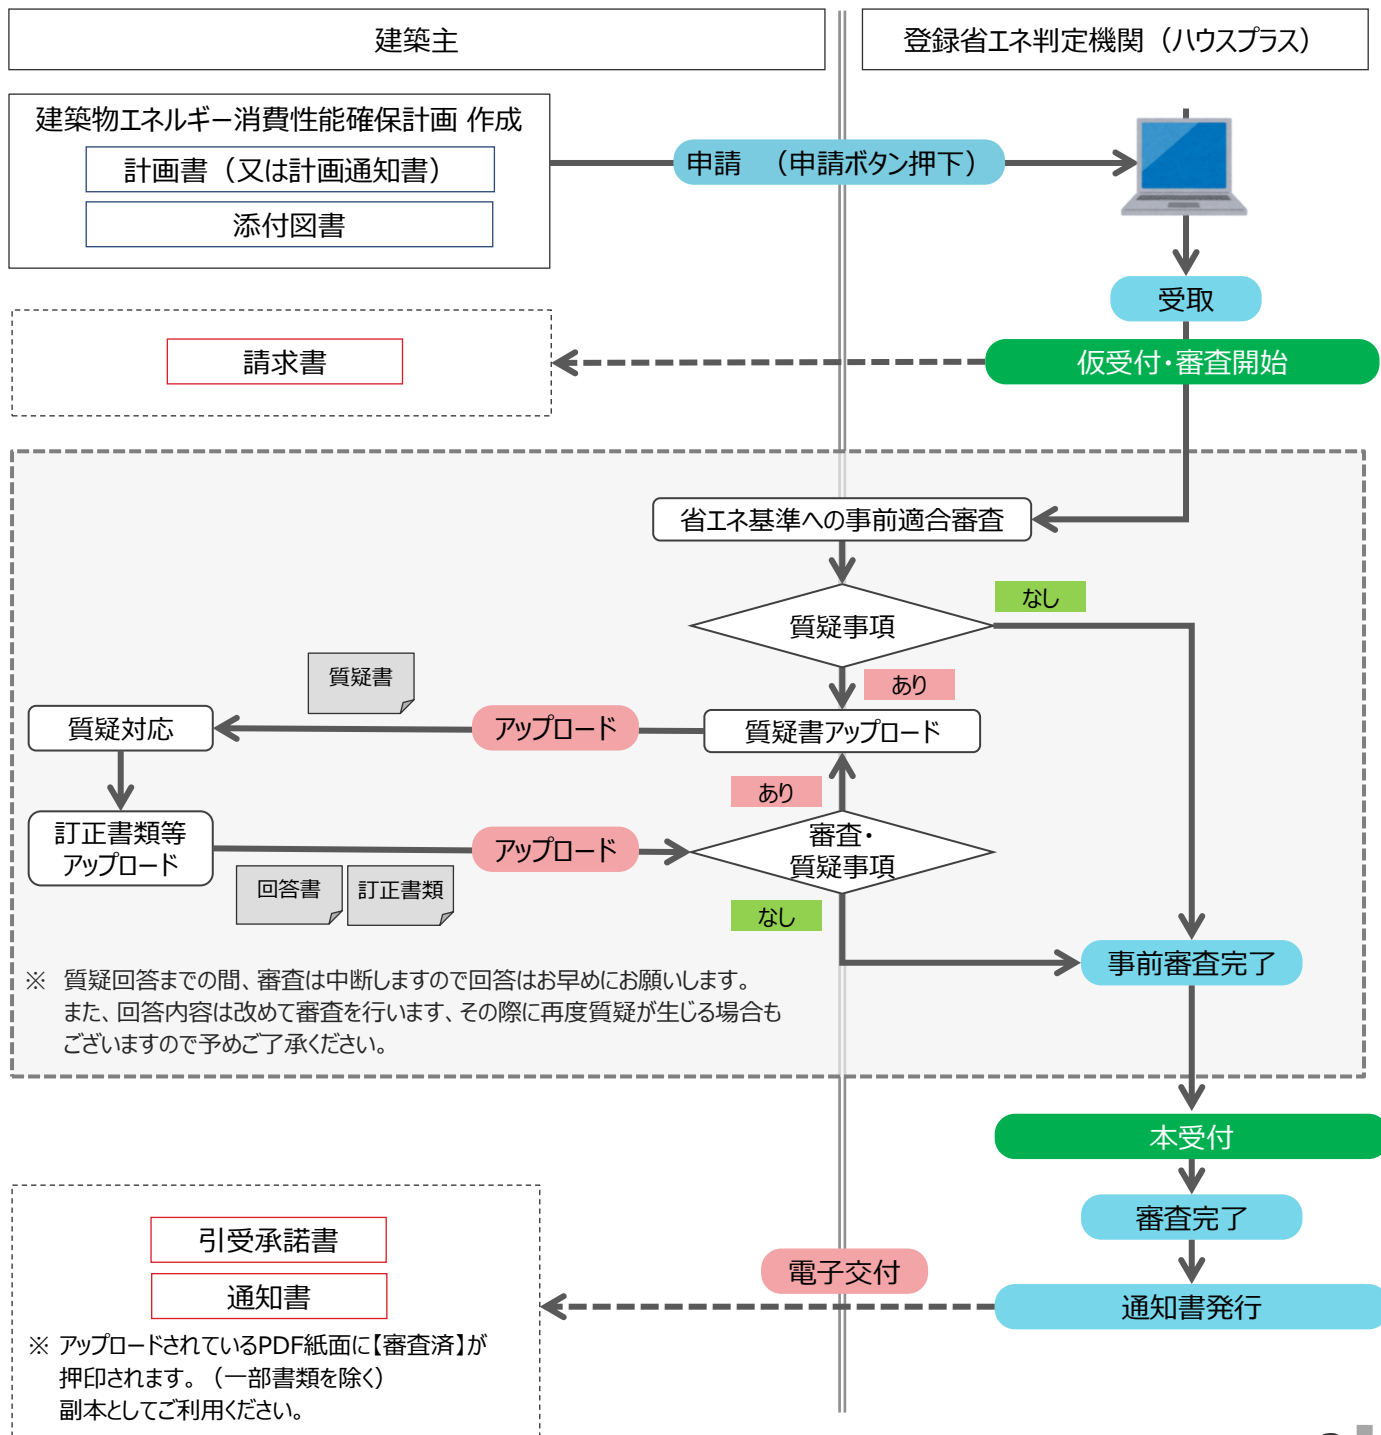 建築主
登録省エネ判定機関（ハウスプラス）
建築物エネルギー消費性能確保計画 作成
計画書（又は計画通知書）
添付図書
申請　（申請ボタン押下）
受取
請求書
仮受付・審査開始
省エネ基準への事前適合審査
質疑事項
なし
あり
質疑書
質疑対応
アップロード
質疑書アップロード
あり
訂正書類等
アップロード
アップロード
審査・
質疑事項
回答書
訂正書類
なし
事前審査完了
※　質疑回答までの間、審査は中断しますので回答はお早めにお願いします。
また、回答内容は改めて審査を行います、その際に再度質疑が生じる場合も
ございますので予めご了承ください。
本受付
審査完了
引受承諾書
電子交付
通知書
通知書発行
※ アップロードされているPDF紙面に【審査済】が
押印されます。（一部書類を除く）
副本としてご利用ください。